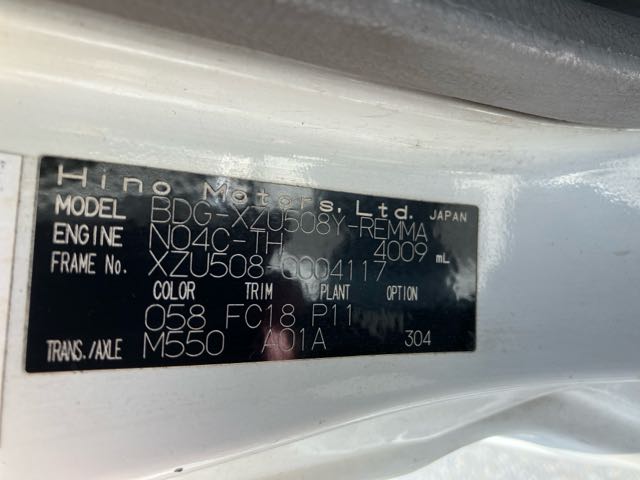 Hino Motors, Ltd. JAPAN
MODEL BDG-XZU508Y-REMMA
ENGINE N04C-TH 4009 mL
FRAME No. XZU508-0004117
COLOR TRIM PLANT OPTION
058 FC18 P11
TRANS./AXLE M550 A01A 304